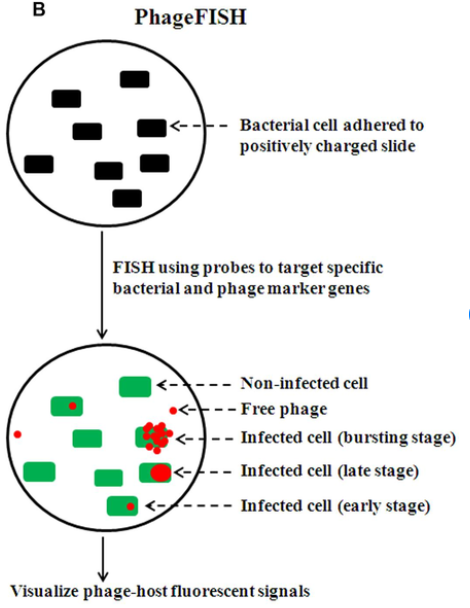 B
PhageFISH
Bacterial cell adhered to
positively charged slide
FISH using probes to target specific
bacterial and phage marker genes
Non-infected cell
Free phage
Infected cell (bursting stage)
Infected cell (late stage)
Infected cell (early stage)
Visualize phage-host fluorescent signals